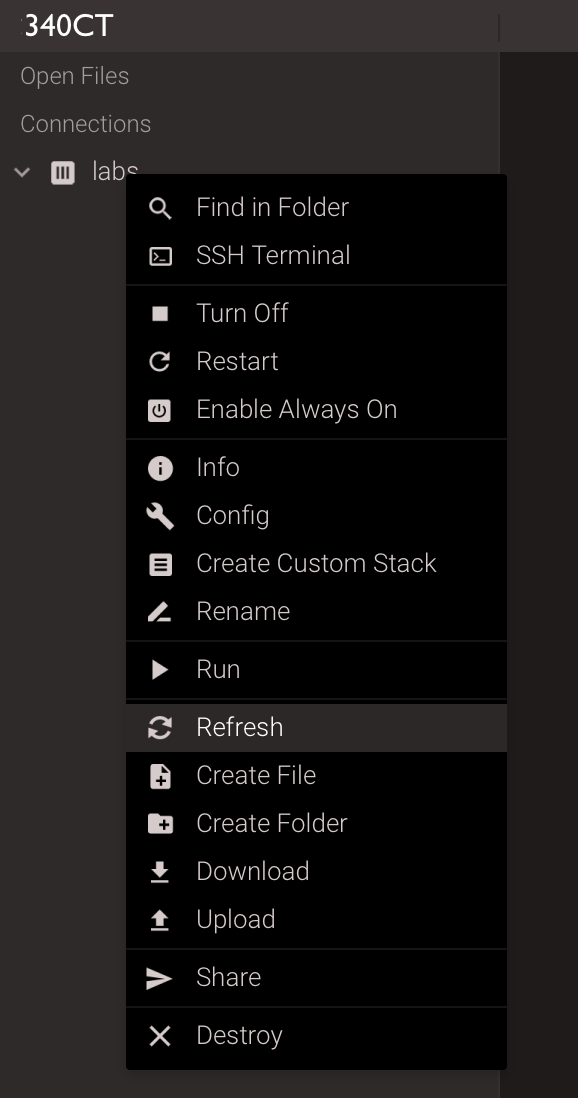 340CT
Open Files
Connections
labs
Find in Folder
SSH Terminal
Turn Off
Restart
Enable Always On
Info
Config
Create Custom Stack
Rename
Run
Refresh
Create File
Create Folder
Download
Upload
Share
Destroy